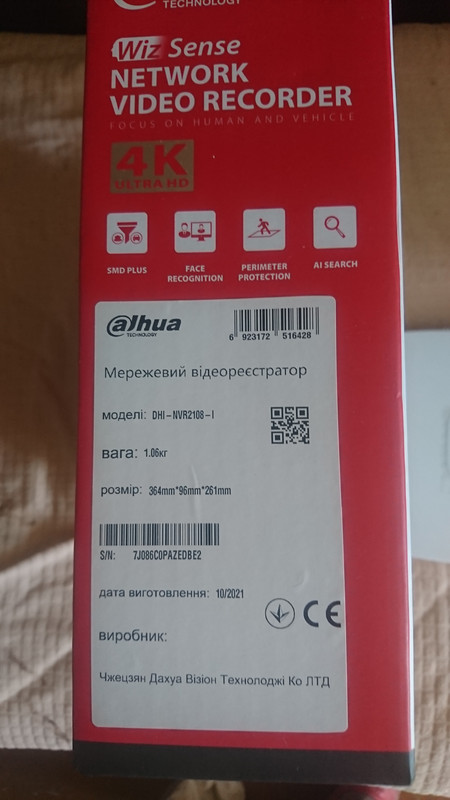 TECHNOLOGY
Wiz Sense
NETWORK
VIDEO RECORDER
FOCUS ON HUMAN AND VEHICLE
4K
ULTRA HD
SMD PLUS
FACE
RECOGNITION
PERIMETER
PROTECTION
AI SEARCH
alhua
TECHNOLOGY
6 923172 516428
Мережевий відеореєстратор
моделі: DHI-NVR2108-I
вага: 1.06кг
розмір: 364mm*96mm*261mm
S/N: 7J086C0PAZEDBE2
дата виготовлення: 10/2021
CE
виробник:
Чжецзян Дахуа Візіон Технолоджі Ко ЛТД